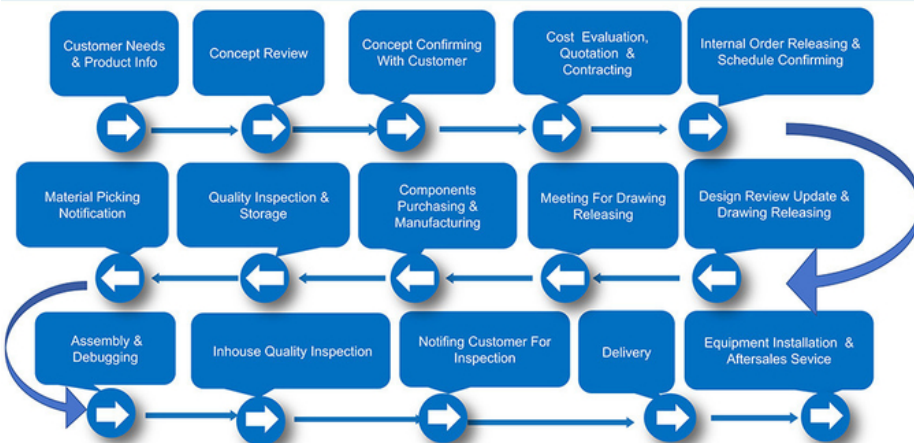 Customer Needs
& Product Info
Concept Review
Concept Confirming
With Customer
Cost Evaluation,
Quotation &
Contracting
Internal Order Releasing &
Schedule Confirming
Material Picking
Notification
Quality Inspection &
Storage
Components
Purchasing &
Manufacturing
Meeting For Drawing
Releasing
Design Review Update &
Drawing Releasing
Assembly &
Debugging
Inhouse Quality Inspection
Notifing Customer For
Inspection
Delivery
Equipment Installation &
Aftersales Sevice